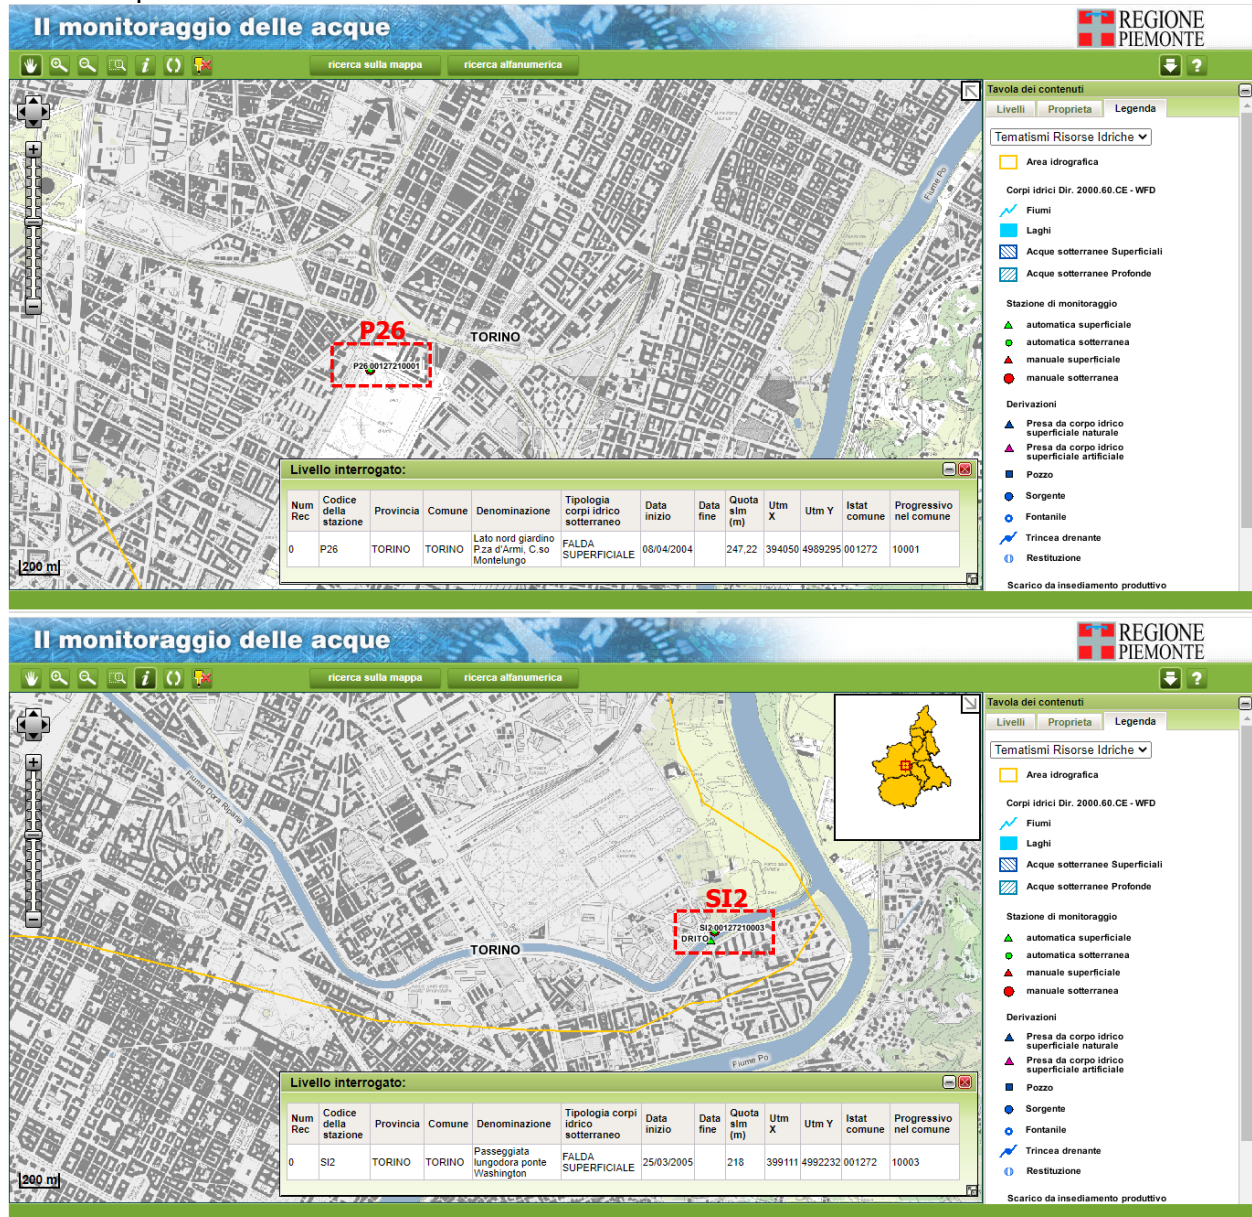 Il monitoraggio delle acque
REGIONE
PIEMONTE
ricerca sulla mappa
ricerca alfanumerica
Tavola dei contenuti
Livelli Proprieta Legenda
Tematismi Risorse Idriche
Area idrografica
Corpi idrici Dir. 2000.60.CE - WFD
Fiumi
Laghi
Acque sotterranee Superficiali
Acque sotterranee Profonde
Stazione di monitoraggio
automatica superficiale
automatica sotterranea
manuale superficiale
manuale sotterranea
Derivazioni
Presa da corpo idrico
superficiale naturale
Presa da corpo idrico
superficiale artificiale
Pozzo
Sorgente
Fontanile
Trincea drenante
Restituzione
Scarico da insediamento produttivo
Fiume Po
P26
TORINO
P26 00127210001
200 m
Livello interrogato:
Num Rec Codice della stazione Provincia Comune Denominazione Tipologia corpi idrico sotterraneo Data inizio Data fine Quota slm (m) Utm X Utm Y Istat comune Progressivo nel comune
0 P26 TORINO TORINO Lato nord giardino P.za d'Armi, C.so Montelungo FALDA SUPERFICIALE 08/04/2004 247,22 394050 4989295 001272 10001
Il monitoraggio delle acque
REGIONE
PIEMONTE
ricerca sulla mappa
ricerca alfanumerica
Tavola dei contenuti
Livelli Proprieta Legenda
Tematismi Risorse Idriche
Area idrografica
Corpi idrici Dir. 2000.60.CE - WFD
Fiumi
Laghi
Acque sotterranee Superficiali
Acque sotterranee Profonde
Stazione di monitoraggio
automatica superficiale
automatica sotterranea
manuale superficiale
manuale sotterranea
Derivazioni
Presa da corpo idrico
superficiale naturale
Presa da corpo idrico
superficiale artificiale
Pozzo
Sorgente
Fontanile
Trincea drenante
Restituzione
Scarico da insediamento produttivo
Fiume Dora Riparia
SI2
SI2 00127210003
DRITO
TORINO
Fiume Po
200 m
Livello interrogato:
Num Rec Codice della stazione Provincia Comune Denominazione Tipologia corpi idrico sotterraneo Data inizio Data fine Quota slm (m) Utm X Utm Y Istat comune Progressivo nel comune
0 SI2 TORINO TORINO Passeggiata lungodora ponte Washington FALDA SUPERFICIALE 25/03/2005 218 399111 4992232 001272 10003